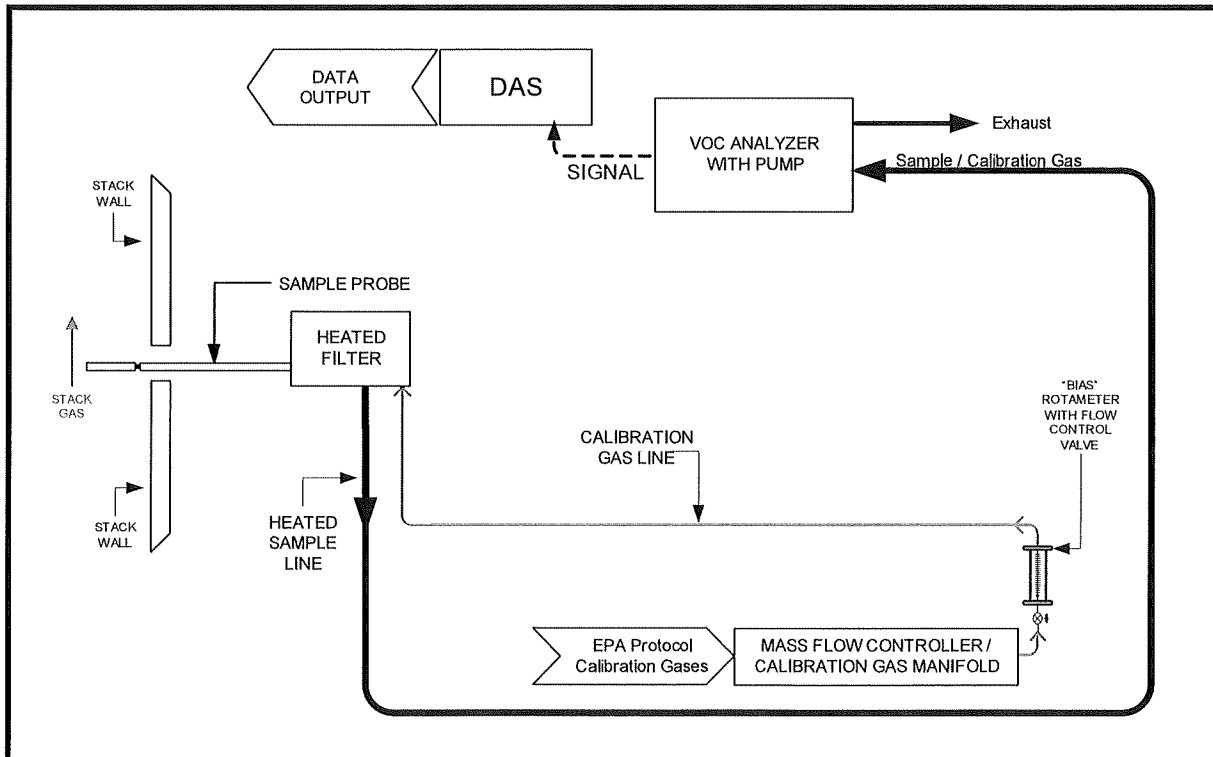 DATA
OUTPUT
DAS
VOC ANALYZER
WITH PUMP
Exhaust
Sample / Calibration Gas
SIGNAL
STACK
WALL
SAMPLE PROBE
HEATED
FILTER
STACK
GAS
"BIAS"
ROTAMETER
WITH FLOW
CONTROL
VALVE
CALIBRATION
GAS LINE
STACK
WALL
HEATED
SAMPLE
LINE
EPA Protocol
Calibration Gases
MASS FLOW CONTROLLER /
CALIBRATION GAS MANIFOLD